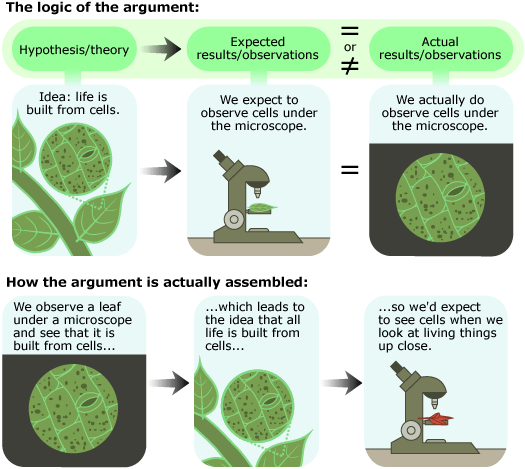 The logic of the argument:
Hypothesis/theory
Expected
results/observations
=
or
≠
Actual
results/observations
Idea: life is
built from cells.
We expect to
observe cells under
the microscope.
=
We actually do
observe cells under
the microscope.
How the argument is actually assembled:
We observe a leaf
under a microscope
and see that it is
built from cells...
...which leads to
the idea that all
life is built from
cells...
...so we'd expect
to see cells when we
look at living things
up close.